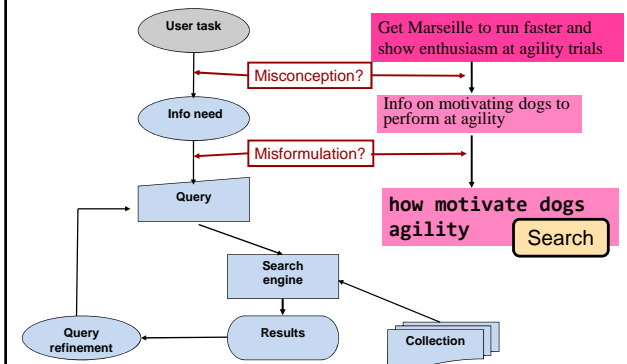 User task
Get Marseille to run faster and
show enthusiasm at agility trials
Misconception?
Info need
Info on motivating dogs to
perform at agility
Misformulation?
Query
how motivate dogs
agility
Search
Search
engine
Query
refinement
Results
Collection